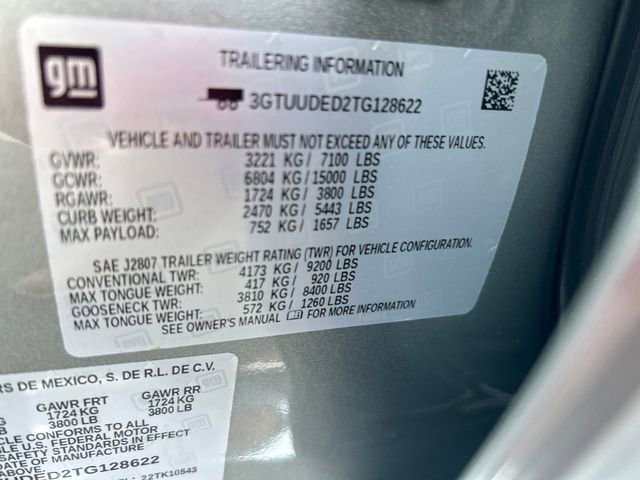 gm
TRAILERING INFORMATION
3GTUUDED2TG128622
VEHICLE AND TRAILER MUST NOT EXCEED ANY OF THESE VALUES.
GVWR: 3221 KG / 7100 LBS
GCWR: 6804 KG / 15000 LBS
RGAWR: 1724 KG / 3800 LBS
CURB WEIGHT: 2470 KG / 5443 LBS
MAX PAYLOAD: 752 KG / 1657 LBS
SAE J2807 TRAILER WEIGHT RATING (TWR) FOR VEHICLE CONFIGURATION.
CONVENTIONAL TWR: 4173 KG / 9200 LBS
MAX TONGUE WEIGHT: 417 KG / 920 LBS
GOOSENECK TWR: 3810 KG / 8400 LBS
MAX TONGUE WEIGHT: 572 KG / 1260 LBS
SEE OWNER'S MANUAL gm FOR MORE INFORMATION
RS DE MEXICO, S. DE R.L. DE C.V.
GAWR FRT GAWR RR
1724 KG 1724 KG
3800 LB 3800 LB
CLE CONFORMS TO ALL
BLE U.S. FEDERAL MOTOR
SAFETY STANDARDS IN EFFECT
DATE OF MANUFACTURE
ABOVE.
UUDED2TG128622
22TK10543